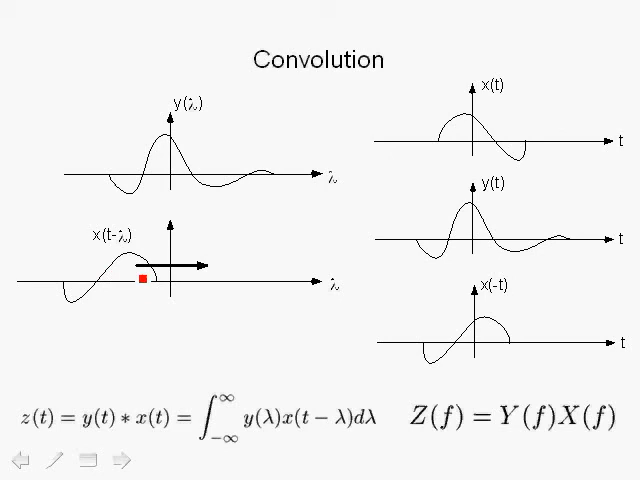 Convolution
x(t)
t
y(λ)
λ
y(t)
t
x(t-λ)
λ
x(-t)
t
z(t) = y(t) ∗ x(t) = ∫_{-∞}^{∞} y(λ)x(t − λ)dλ
Z(f) = Y(f)X(f)